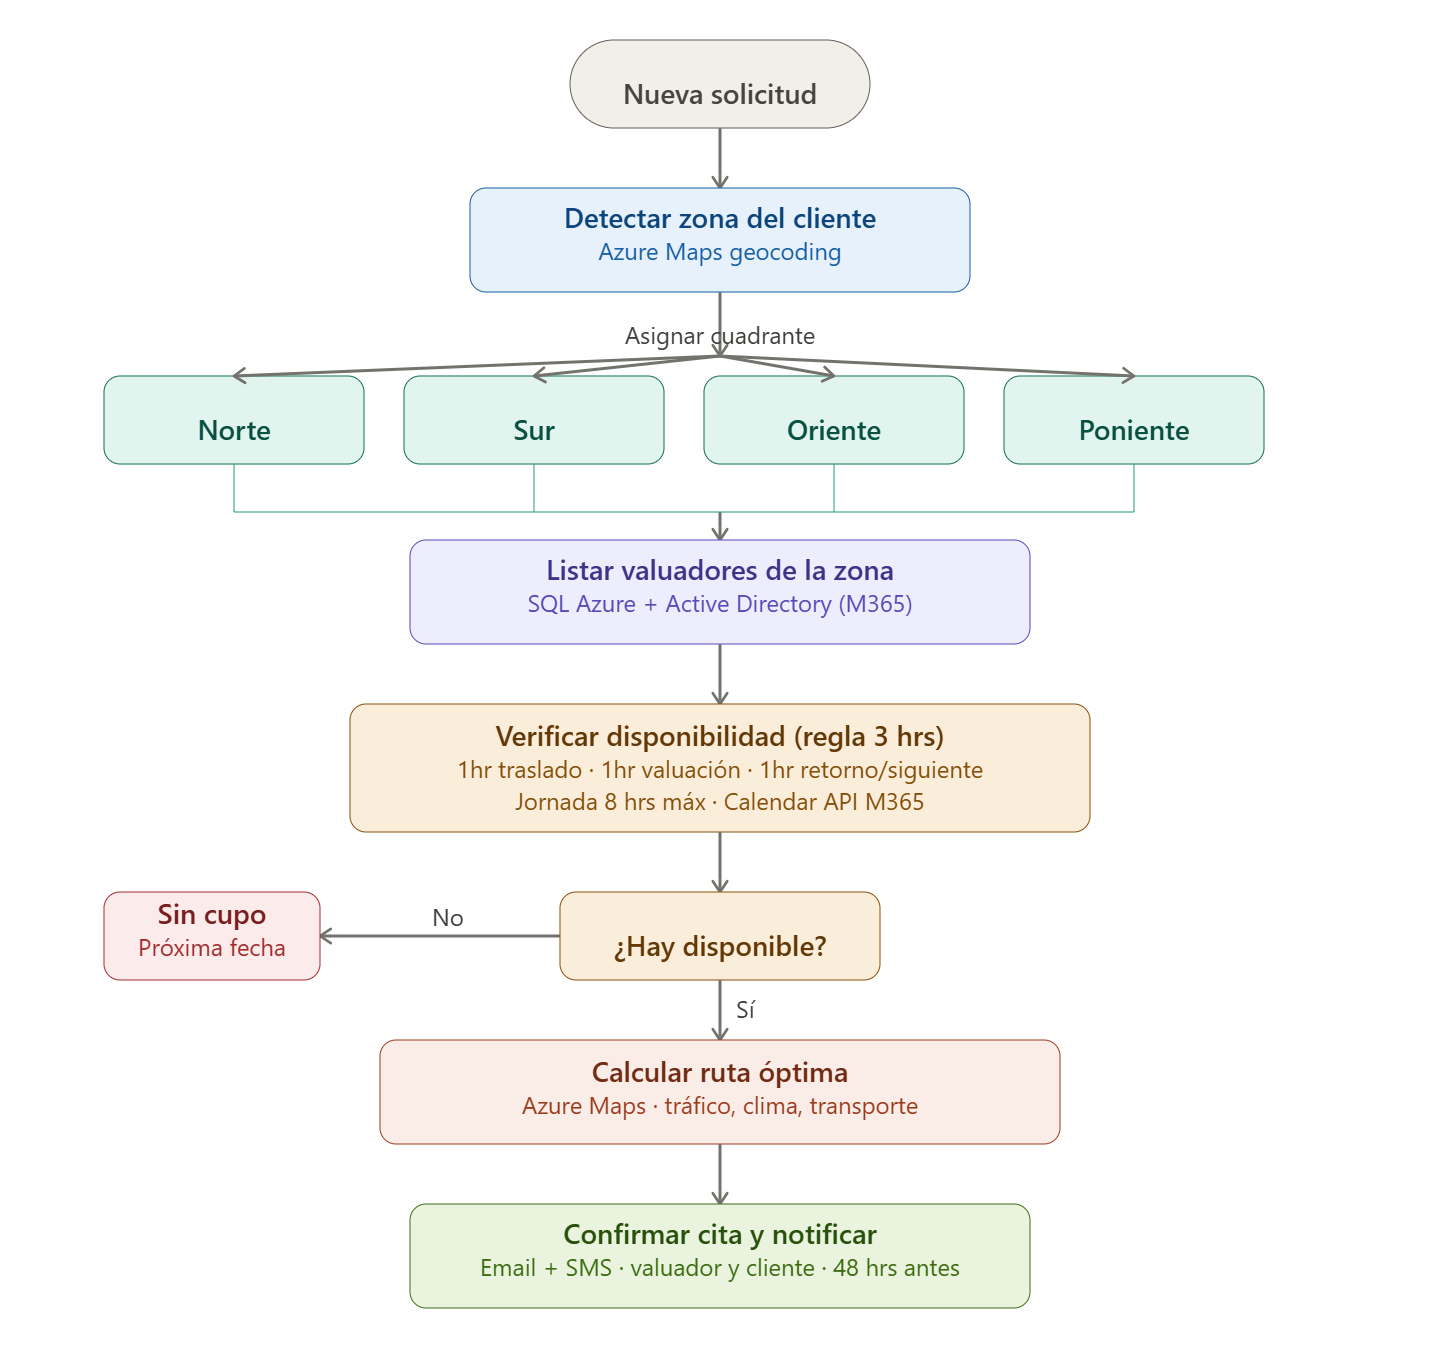 Nueva solicitud
Detectar zona del cliente
Azure Maps geocoding
Asignar cuadrante
Norte
Sur
Oriente
Poniente
Listar valuadores de la zona
SQL Azure + Active Directory (M365)
Verificar disponibilidad (regla 3 hrs)
1hr traslado · 1hr valuación · 1hr retorno/siguiente
Jornada 8 hrs máx · Calendar API M365
Sin cupo
Próxima fecha
No
¿Hay disponible?
Sí
Calcular ruta óptima
Azure Maps · tráfico, clima, transporte
Confirmar cita y notificar
Email + SMS · valuador y cliente · 48 hrs antes